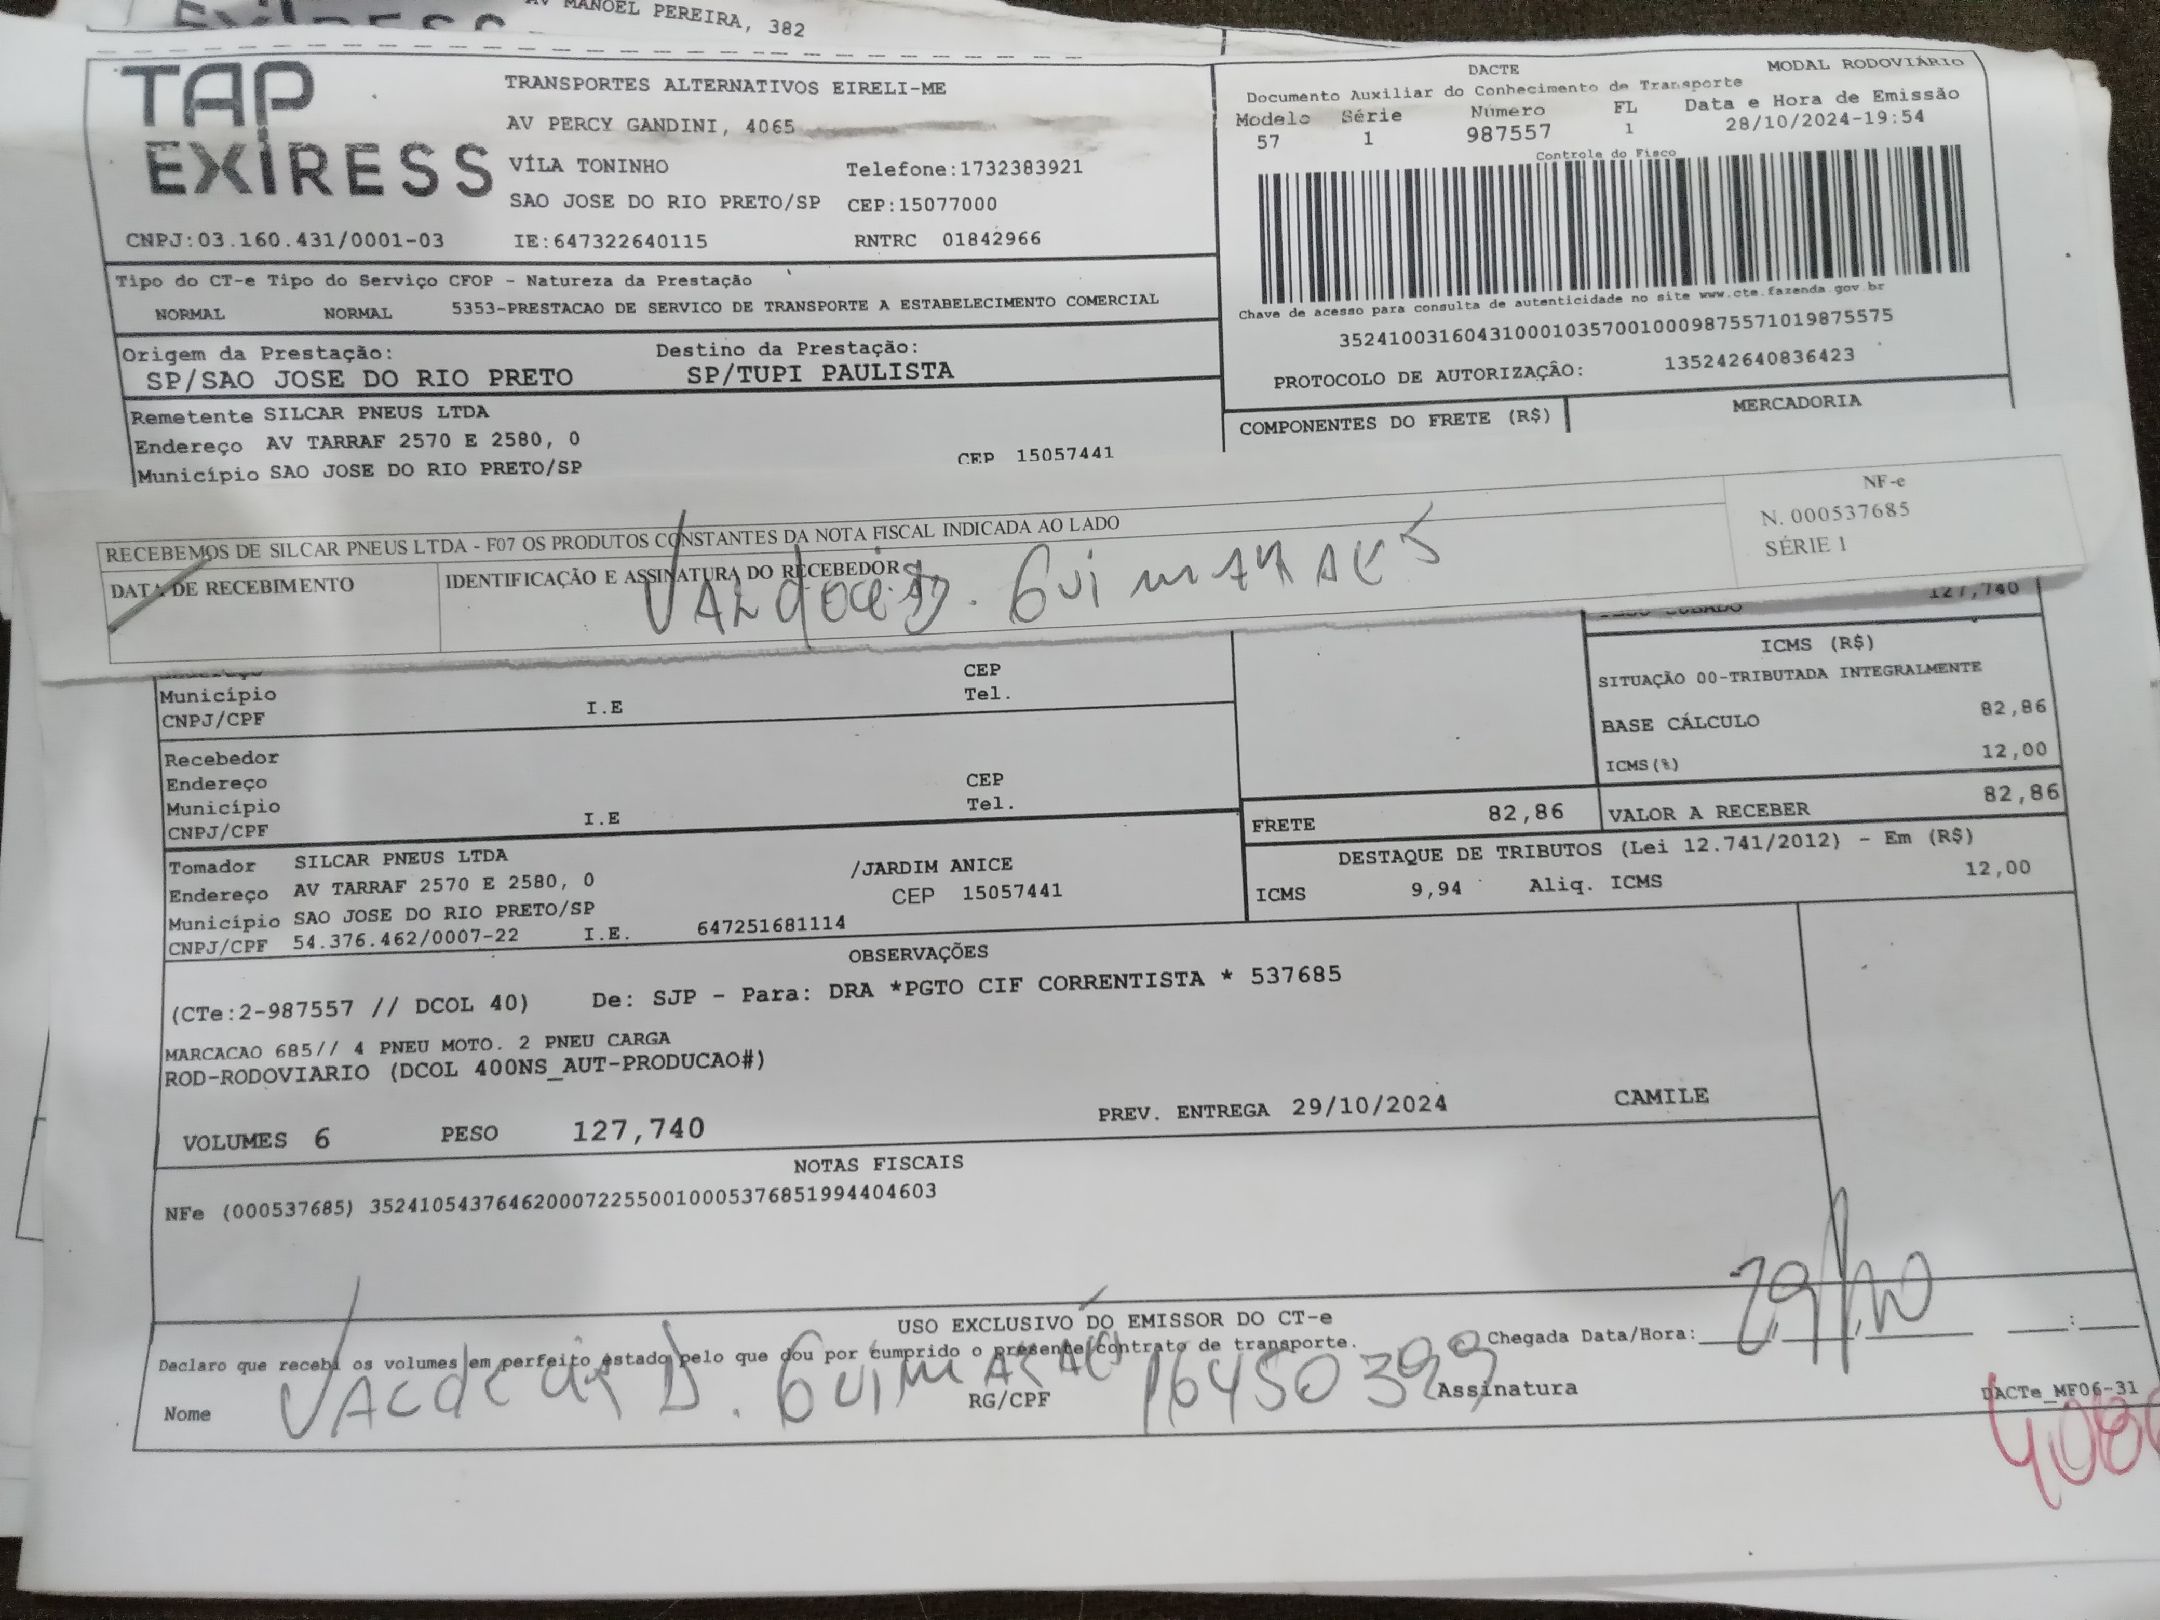 AV MANOEL PEREIRA, 382
TAP
EXPRESS
TRANSPORTES ALTERNATIVOS EIRELI-ME
AV PERCY GANDINI, 4065
VÍLA TONINHO Telefone:1732383921
SAO JOSE DO RIO PRETO/SP CEP:15077000
CNPJ:03.160.431/0001-03 IE:647322640115 RNTRC 01842966
DACTE MODAL RODOVIÁRIO
Documento Auxiliar do Conhecimento de Transporte
Modelo Série Número FL Data e Hora de Emissão
57 1 987557 1 28/10/2024-19:54
Controle do Fisco
Chave de acesso para consulta de autenticidade no site www.cte.fazenda.gov.br
35241003160431000103570010009875571019875575
PROTOCOLO DE AUTORIZAÇÃO: 135242640836423
Tipo do CT-e Tipo do Serviço CFOP - Natureza da Prestação
NORMAL NORMAL 5353-PRESTACAO DE SERVICO DE TRANSPORTE A ESTABELECIMENTO COMERCIAL
Origem da Prestação: Destino da Prestação:
SP/SAO JOSE DO RIO PRETO SP/TUPI PAULISTA
Remetente SILCAR PNEUS LTDA
Endereço AV TARRAF 2570 E 2580, 0
Município SAO JOSE DO RIO PRETO/SP CEP 15057441
COMPONENTES DO FRETE (R$) MERCADORIA
RECEBEMOS DE SILCAR PNEUS LTDA - F07 OS PRODUTOS CONSTANTES DA NOTA FISCAL INDICADA AO LADO
DATA DE RECEBIMENTO IDENTIFICAÇÃO E ASSINATURA DO RECEBEDOR
D. Guimaraes
NF-e
N. 000537685
SÉRIE 1
127,740
CEP
Município Tel.
CNPJ/CPF I.E
Recebedor
Endereço CEP
Município Tel.
CNPJ/CPF I.E
ICMS (R$)
SITUAÇÃO 00-TRIBUTADA INTEGRALMENTE
BASE CÁLCULO 82,86
ICMS(%) 12,00
FRETE 82,86 VALOR A RECEBER 82,86
DESTAQUE DE TRIBUTOS (Lei 12.741/2012) - Em (R$)
ICMS 9,94 Aliq. ICMS 12,00
Tomador SILCAR PNEUS LTDA /JARDIM ANICE
Endereço AV TARRAF 2570 E 2580, 0 CEP 15057441
Município SAO JOSE DO RIO PRETO/SP
CNPJ/CPF 54.376.462/0007-22 I.E. 647251681114
OBSERVAÇÕES
(CTe:2-987557 // DCOL 40) De: SJP - Para: DRA *PGTO CIF CORRENTISTA * 537685
MARCACAO 685// 4 PNEU MOTO. 2 PNEU CARGA
ROD-RODOVIARIO (DCOL 400NS_AUT-PRODUCAO#)
VOLUMES 6 PESO 127,740 PREV. ENTREGA 29/10/2024 CAMILE
NOTAS FISCAIS
NFe (000537685) 35241054376462000722550010005376851994404603
USO EXCLUSIVO DO EMISSOR DO CT-e
Declaro que recebi os volumes em perfeito estado pelo que dou por cumprido o presente contrato de transporte. Chegada Data/Hora: 29/10
Nome D. Guimaraes RG/CPF 16450399 Assinatura
DACTe_MF06-31